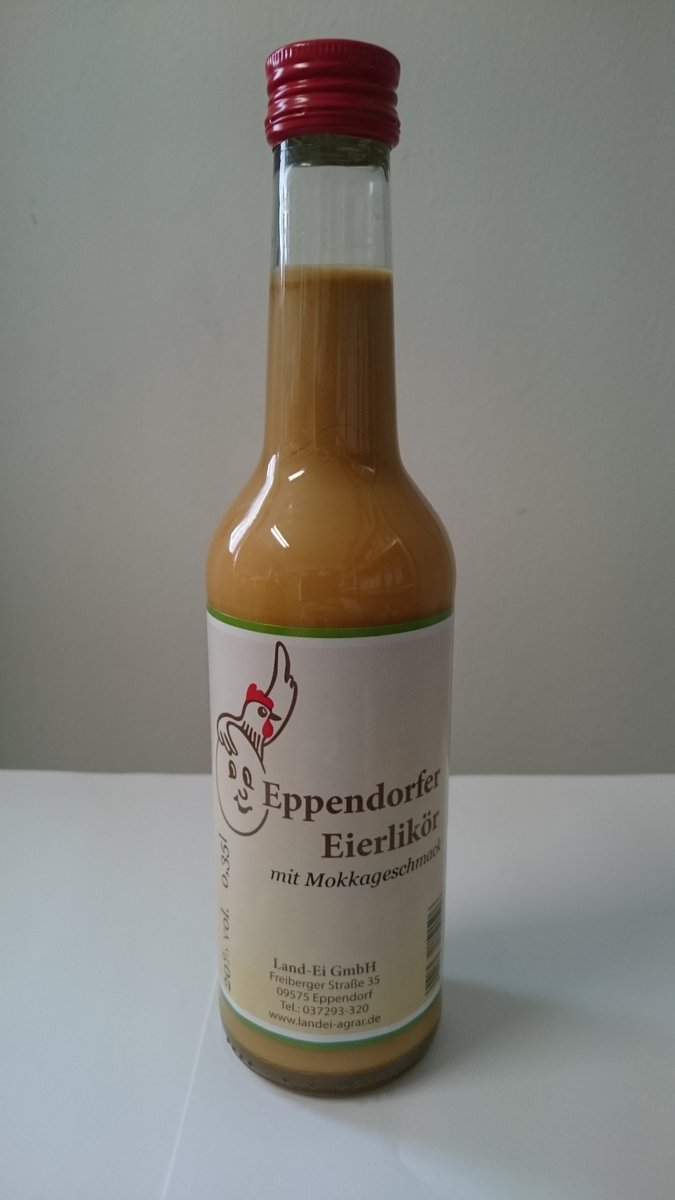 Eppendorfer
Eierlikör
mit Mokkageschmack
20% vol. 0,35l
Land-Ei GmbH
Freiberger Straße 35
09575 Eppendorf
Tel.: 037293-320
www.landei-agrar.de